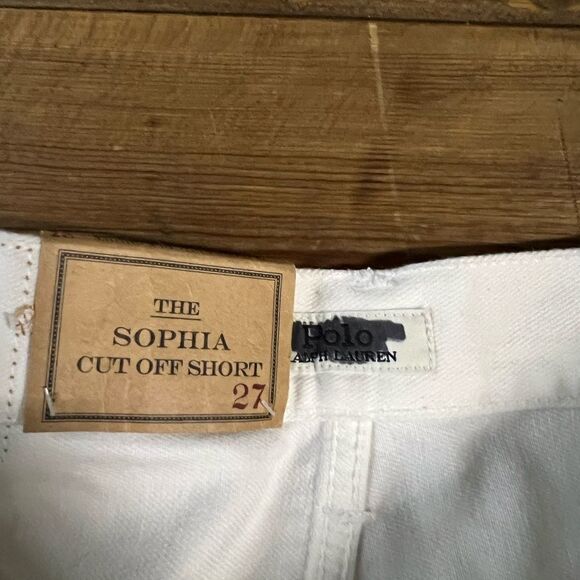 THE
SOPHIA
CUT OFF SHORT
27
Polo
RALPH LAUREN